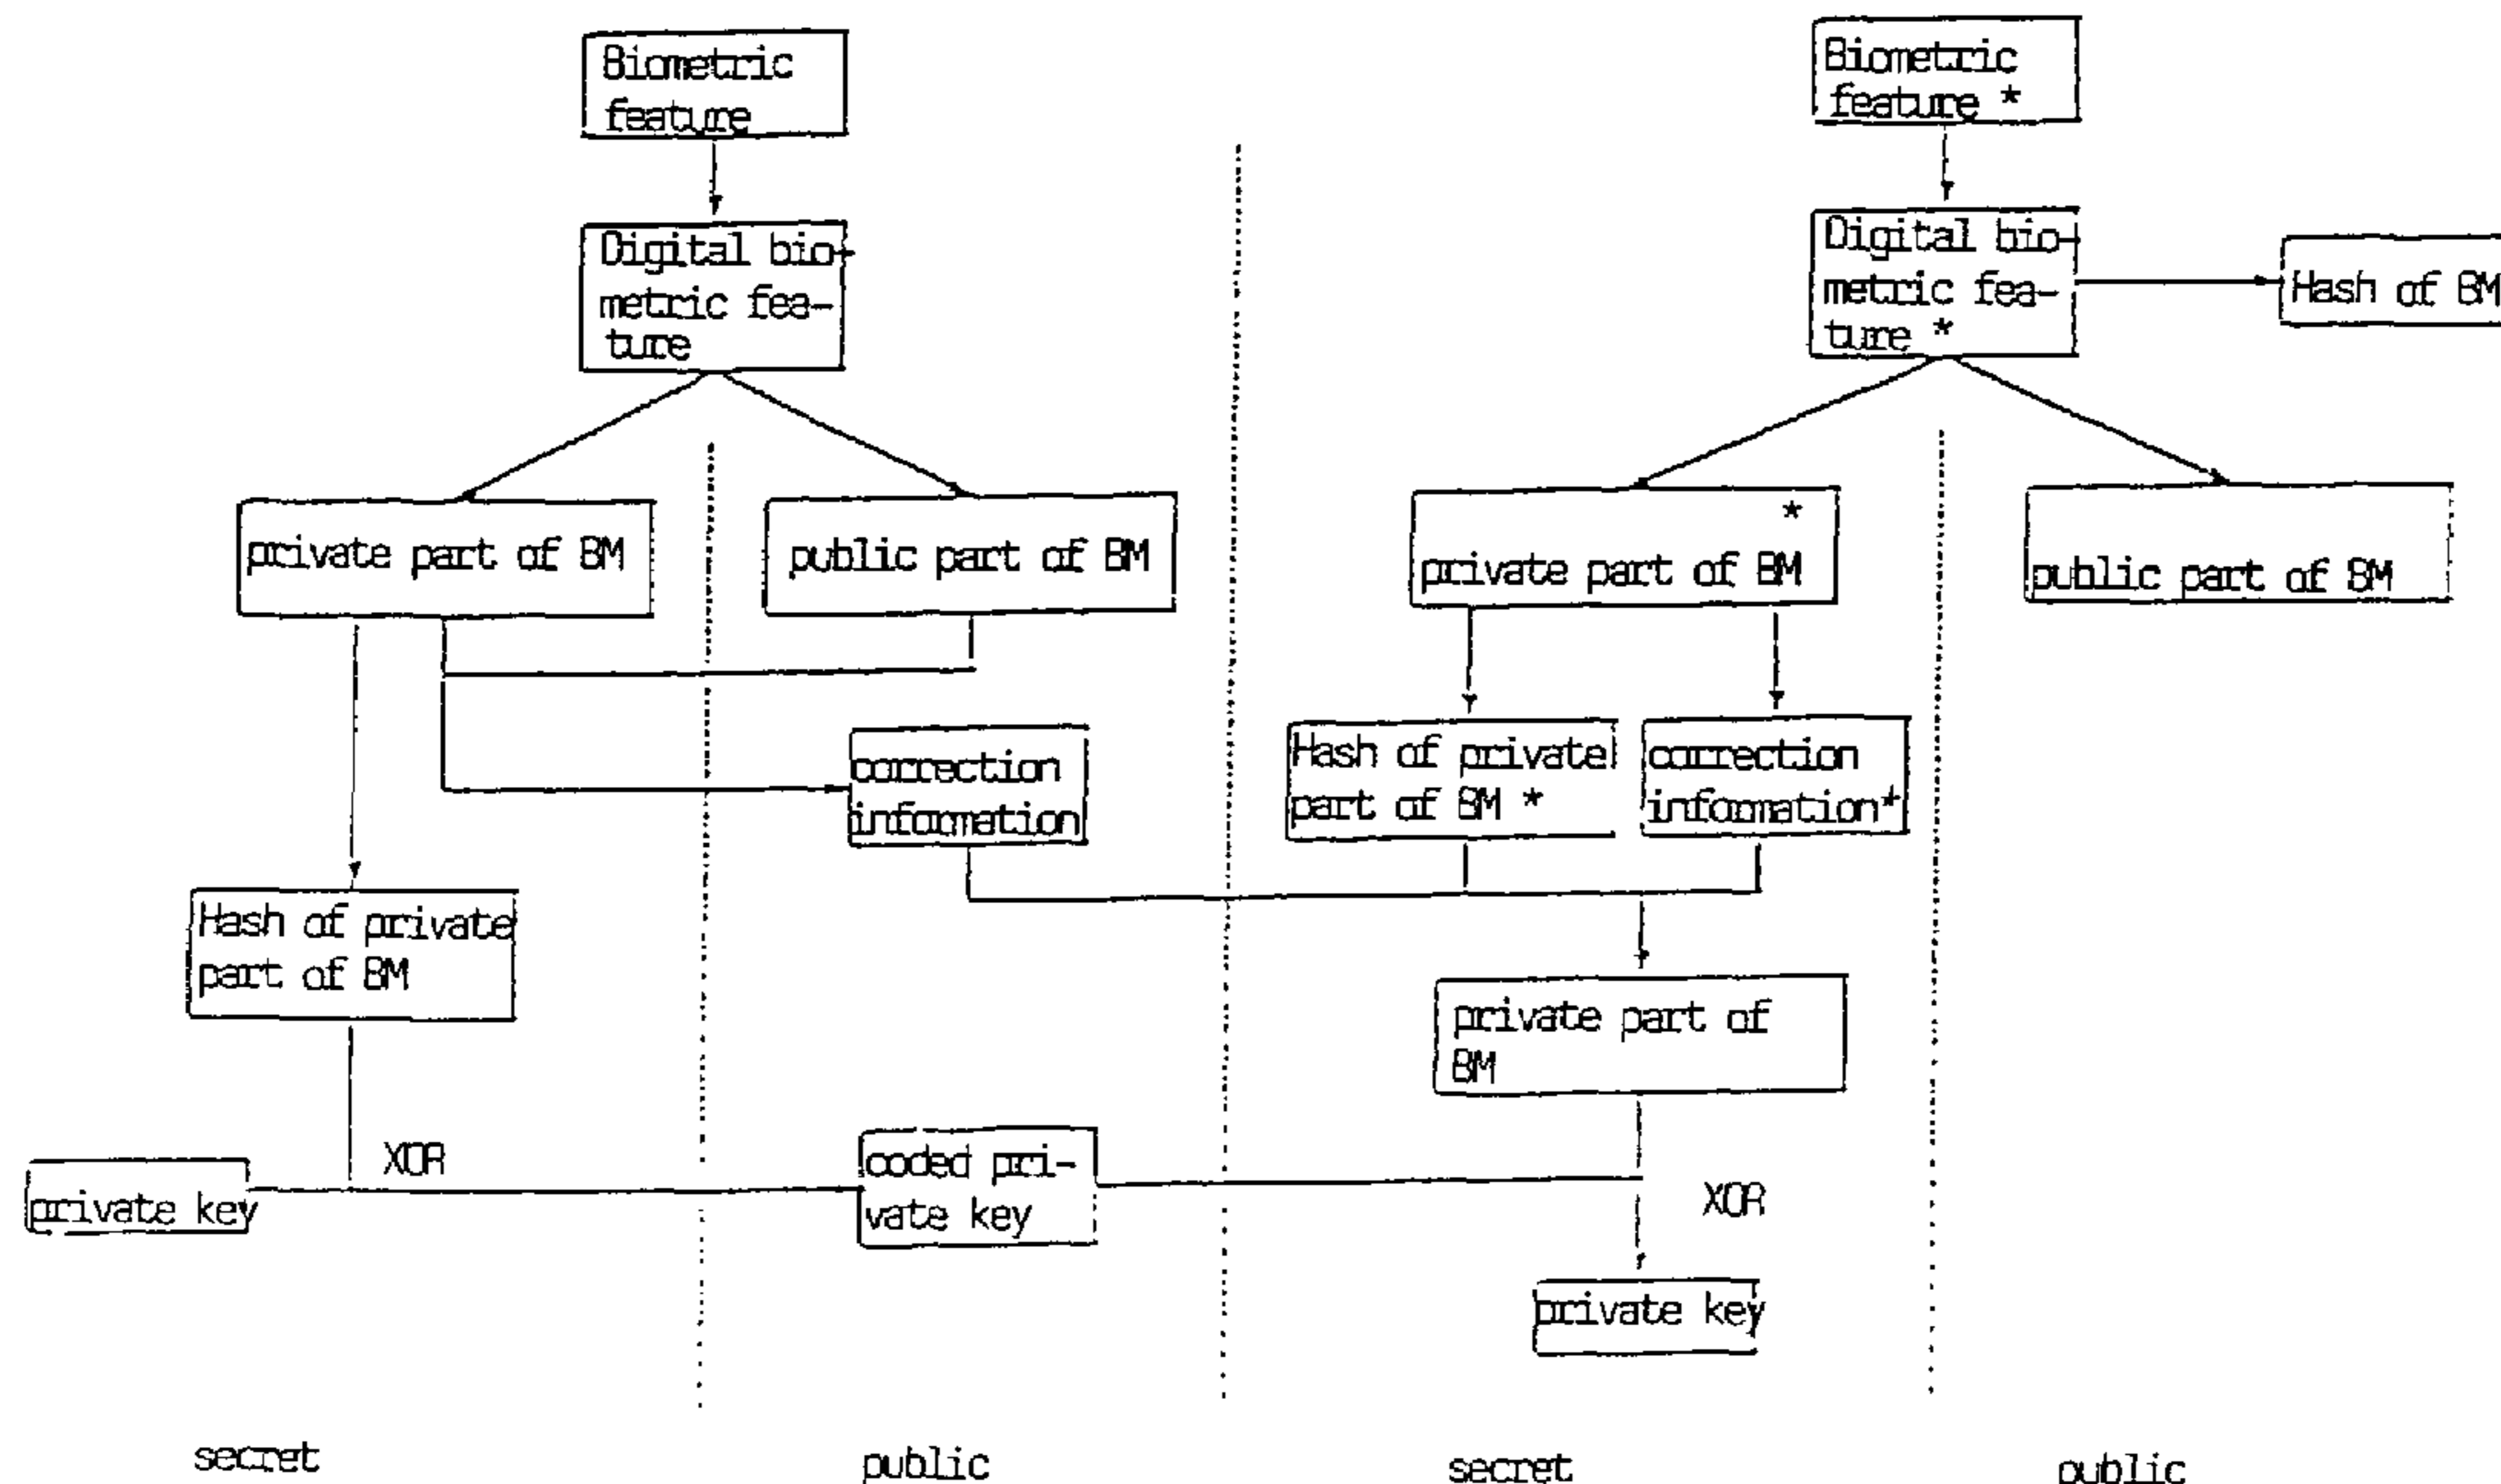 Biometric
feature
Digital bio-
metric fea-
ture
private part of BM
public part of BM
correction
information
Hash of private
part of BM
XOR
private key
coded pri-
vate key
secret
public
Biometric
feature *
Digital bio-
metric fea-
ture *
Hash of BM
*
private part of BM
public part of BM
Hash of private
part of BM *
correction
information*
private part of
BM
XOR
private key
secret
public